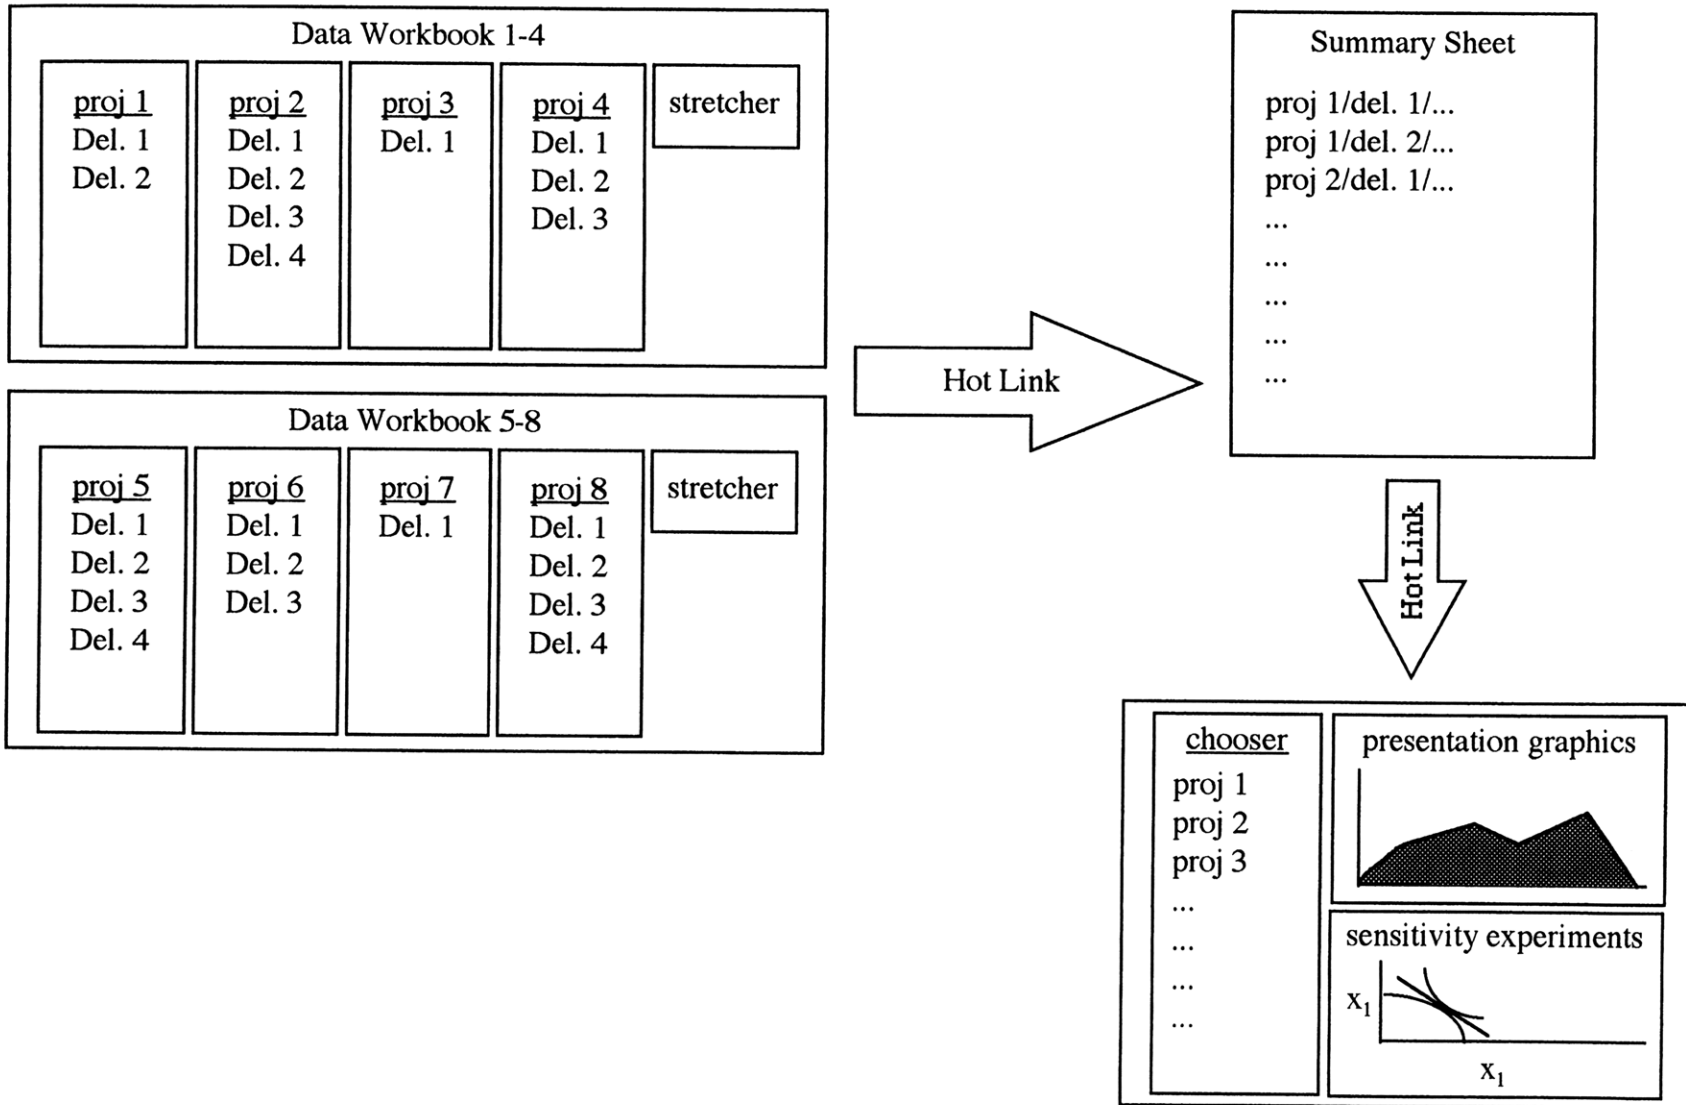 Data Workbook 1-4
proj 1
Del. 1
Del. 2
proj 2
Del. 1
Del. 2
Del. 3
Del. 4
proj 3
Del. 1
proj 4
Del. 1
Del. 2
Del. 3
stretcher
Data Workbook 5-8
proj 5
Del. 1
Del. 2
Del. 3
Del. 4
proj 6
Del. 1
Del. 2
Del. 3
proj 7
Del. 1
proj 8
Del. 1
Del. 2
Del. 3
Del. 4
stretcher
Hot Link
Summary Sheet
proj 1/del. 1/...
proj 1/del. 2/...
proj 2/del. 1/...
...
...
...
...
...
Hot Link
chooser
proj 1
proj 2
proj 3
...
...
...
...
presentation graphics
sensitivity experiments
x₁
x₁